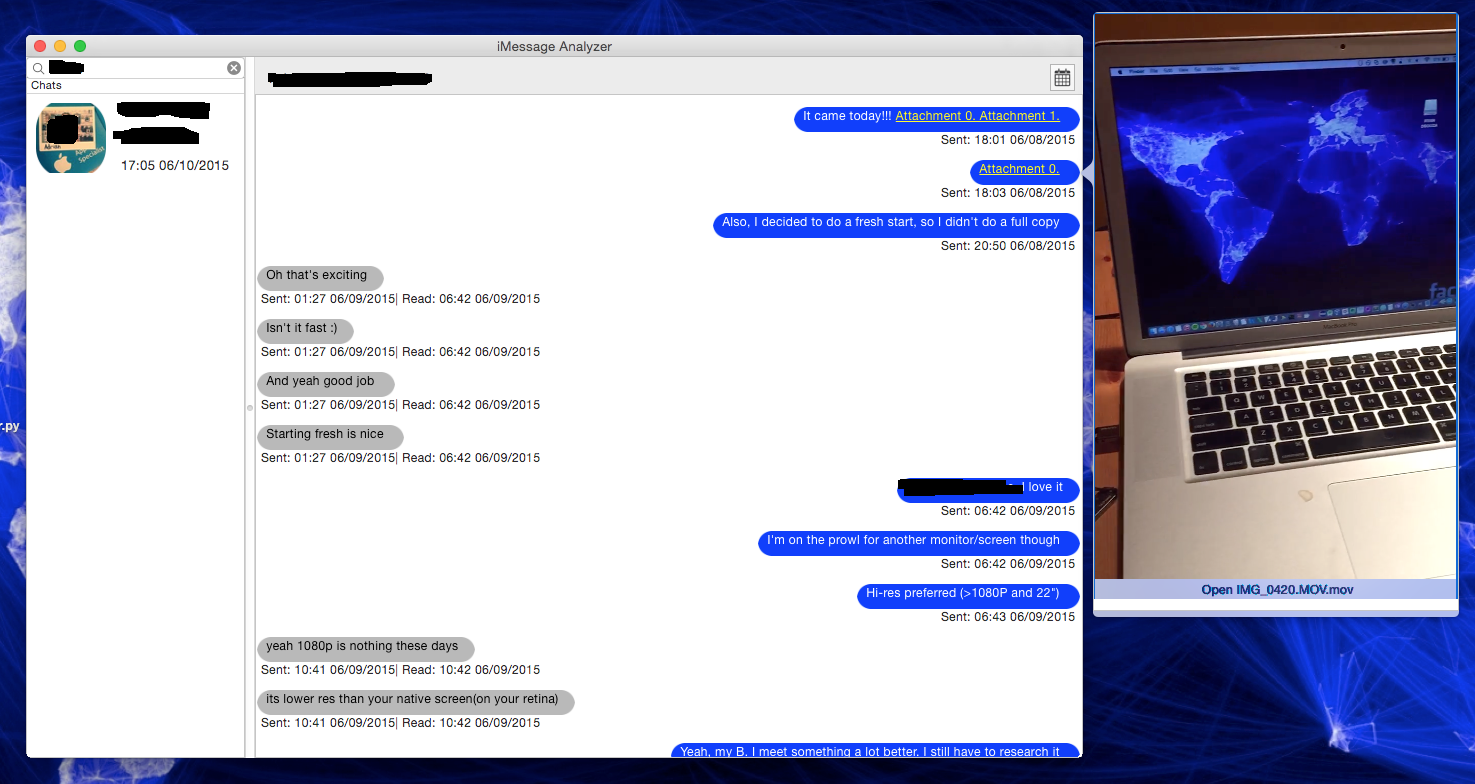 iMessage Analyzer
Chats
17:05 06/10/2015
Adrian
Specialist
It came today!!! Attachment 0. Attachment 1.
Sent: 18:01 06/08/2015
Attachment 0.
Sent: 18:03 06/08/2015
Also, I decided to do a fresh start, so I didn't do a full copy
Sent: 20:50 06/08/2015
Oh that's exciting
Sent: 01:27 06/09/2015| Read: 06:42 06/09/2015
Isn't it fast :)
Sent: 01:27 06/09/2015| Read: 06:42 06/09/2015
And yeah good job
Sent: 01:27 06/09/2015| Read: 06:42 06/09/2015
Starting fresh is nice
Sent: 01:27 06/09/2015| Read: 06:42 06/09/2015
I love it
Sent: 06:42 06/09/2015
I'm on the prowl for another monitor/screen though
Sent: 06:42 06/09/2015
Hi-res preferred (>1080P and 22")
Sent: 06:43 06/09/2015
yeah 1080p is nothing these days
Sent: 10:41 06/09/2015| Read: 10:42 06/09/2015
its lower res than your native screen(on your retina)
Sent: 10:41 06/09/2015| Read: 10:42 06/09/2015
Yeah, my B. I meet something a lot better. I still have to research it
r.py
fac
MacBook Pro
Open IMG_0420.MOV.mov